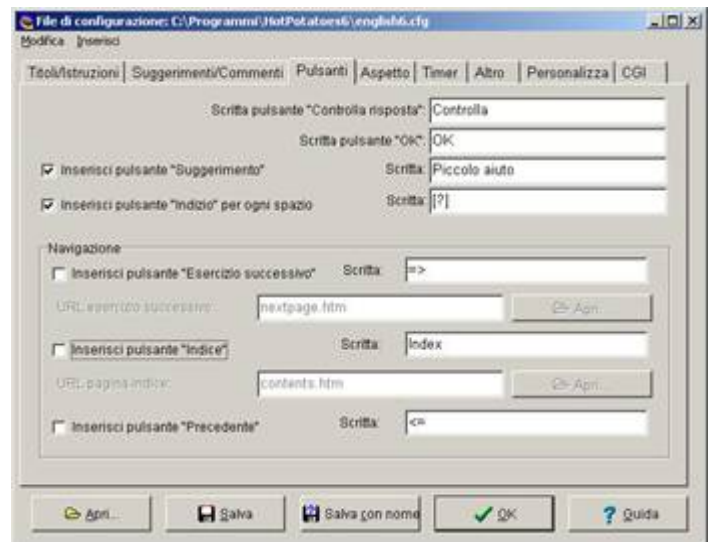 File di configurazione: C:\Programmi\HotPotatoes6\english6.cfg
Modifica Inserisci
Titoli/Istruzioni Suggerimenti/Commenti Pulsanti Aspetto Timer Altro Personalizza CGI
Scritta pulsante "Controlla risposta": Controlla
Scritta pulsante "OK": OK
Inserisci pulsante "Suggerimento" Scritta: Piccolo aiuto
Inserisci pulsante "Indizio" per ogni spazio Scritta: [?]
Navigazione
Inserisci pulsante "Esercizio successivo" Scritta: =>
URL esercizio successivo: nextpage.htm Apri...
Inserisci pulsante "Indice" Scritta: Index
URL pagina indice: contents.htm Apri...
Inserisci pulsante "Precedente" Scritta: <=
Apri... Salva Salva con nome OK Guida